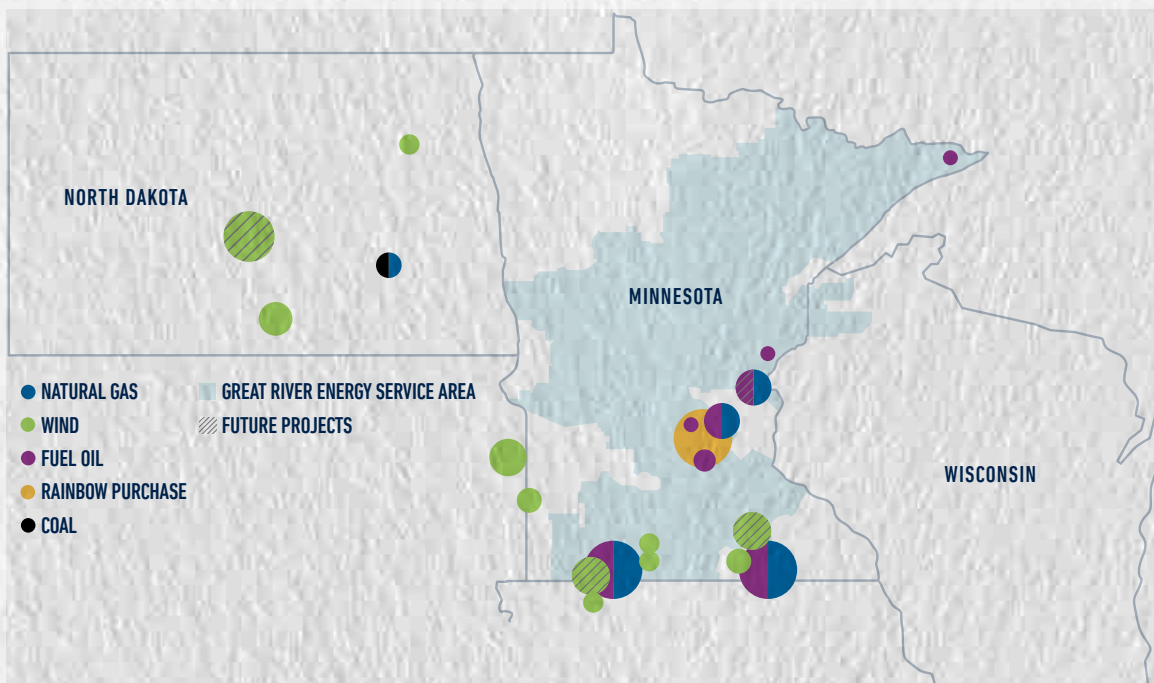 NORTH DAKOTA
MINNESOTA
NATURAL GAS
GREAT RIVER ENERGY SERVICE AREA
WIND
FUTURE PROJECTS
FUEL OIL
RAINBOW PURCHASE
COAL
WISCONSIN